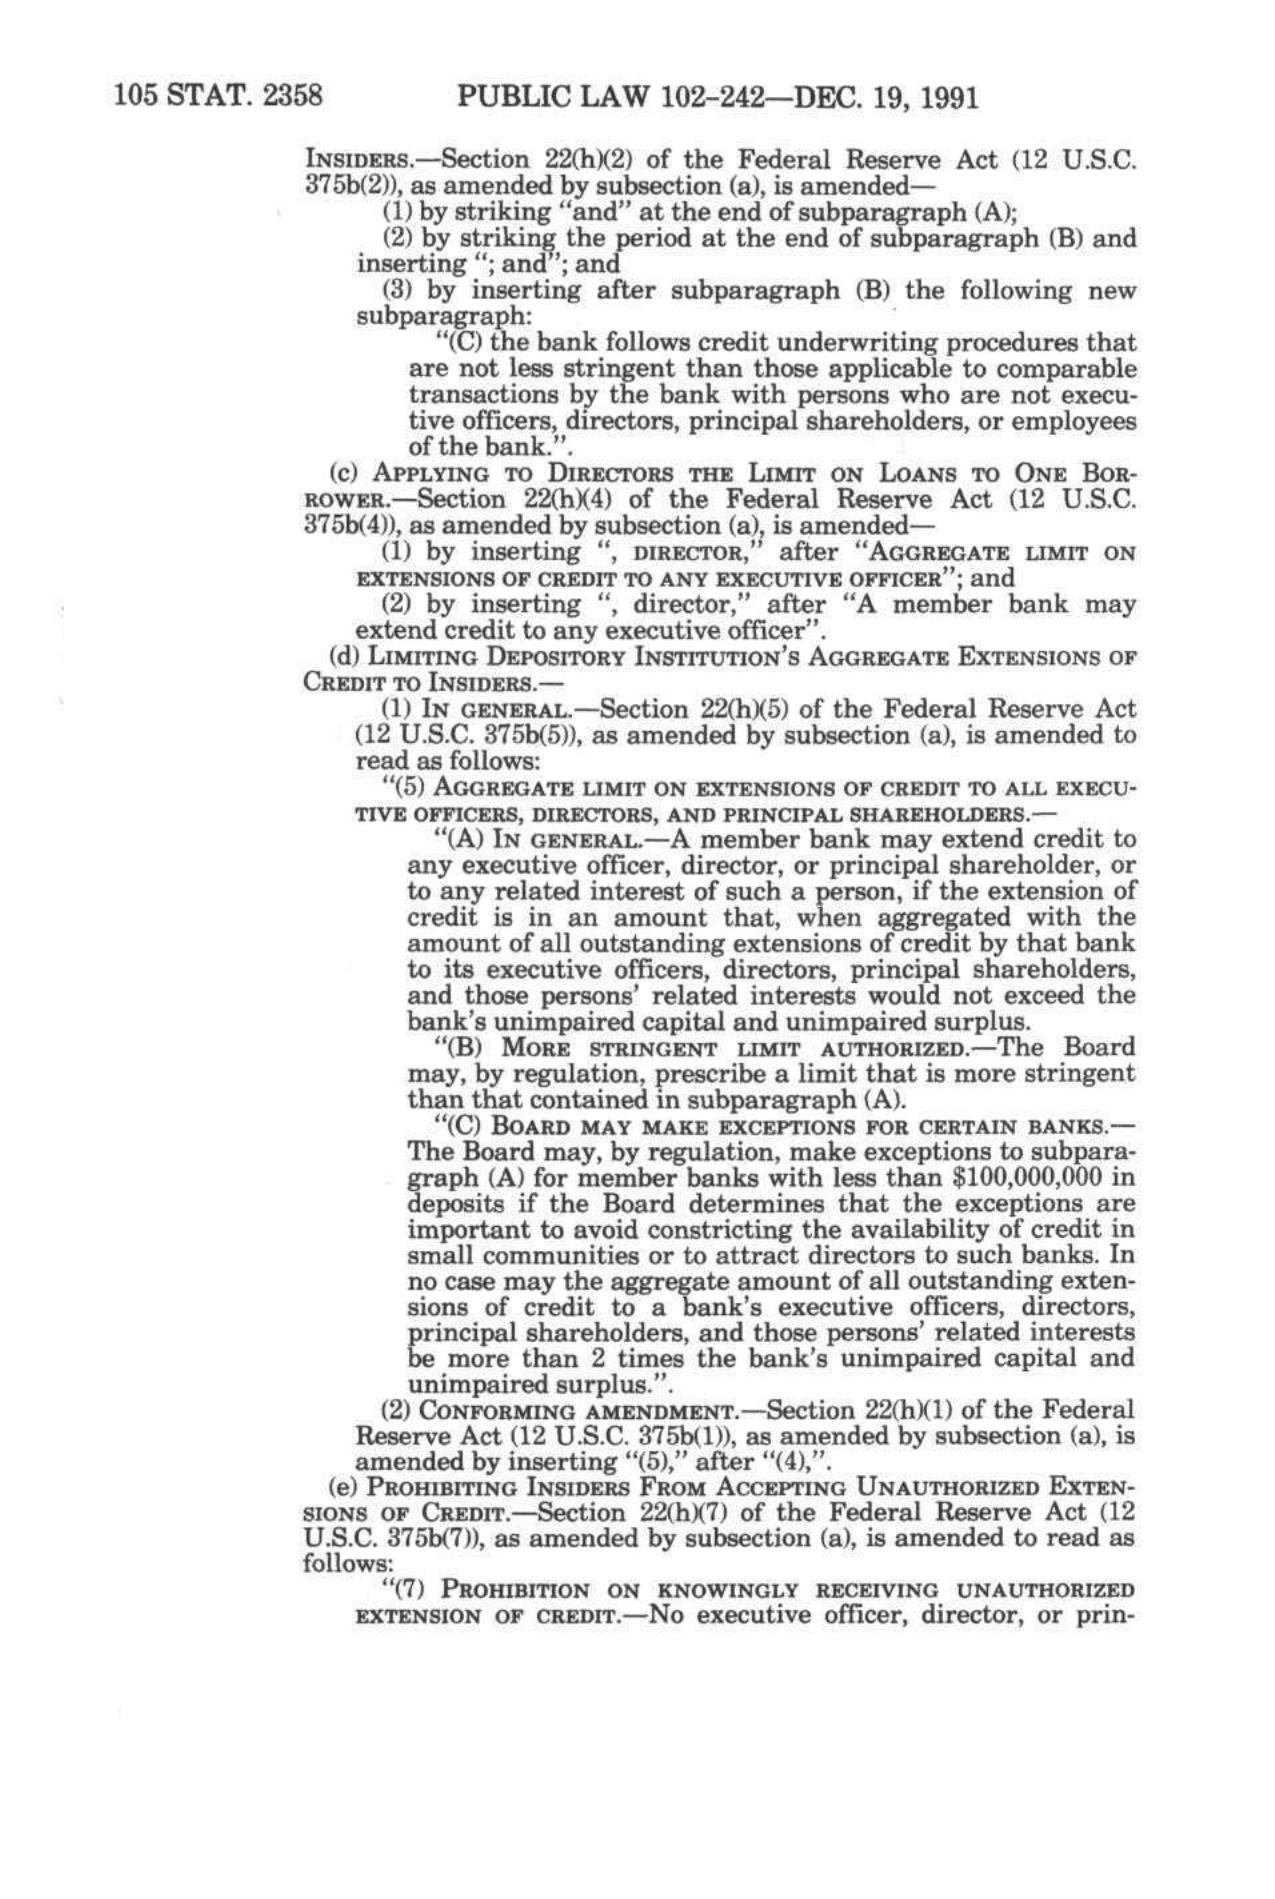 105 STAT. 2358 PUBLIC LAW 102-242—DEC. 19, 1991
INSIDERS.—Section 22(h)(2) of the Federal Reserve Act (12 U.S.C.
375b(2)), as amended by subsection (a), is amended—
(1) by striking “and” at the end of subparagraph (A);
(2) by striking the period at the end of subparagraph (B) and
inserting “; and”; and
(3) by inserting after subparagraph (B) the following new
subparagraph:
“(C) the bank follows credit underwriting procedures that
are not less stringent than those applicable to comparable
transactions by the bank with persons who are not execu-
tive officers, directors, principal shareholders, or employees
of the bank.”.
(c) APPLYING TO DIRECTORS THE LIMIT ON LOANS TO ONE BOR-
ROWER.—Section 22(h)(4) of the Federal Reserve Act (12 U.S.C.
375b(4)), as amended by subsection (a), is amended—
(1) by inserting “, DIRECTOR,” after “AGGREGATE LIMIT ON
EXTENSIONS OF CREDIT TO ANY EXECUTIVE OFFICER”; and
(2) by inserting “, director,” after “A member bank may
extend credit to any executive officer”.
(d) LIMITING DEPOSITORY INSTITUTION’S AGGREGATE EXTENSIONS OF
CREDIT TO INSIDERS.—
(1) IN GENERAL.—Section 22(h)(5) of the Federal Reserve Act
(12 U.S.C. 375b(5)), as amended by subsection (a), is amended to
read as follows:
“(5) AGGREGATE LIMIT ON EXTENSIONS OF CREDIT TO ALL EXECU-
TIVE OFFICERS, DIRECTORS, AND PRINCIPAL SHAREHOLDERS.—
“(A) IN GENERAL.—A member bank may extend credit to
any executive officer, director, or principal shareholder, or
to any related interest of such a person, if the extension of
credit is in an amount that, when aggregated with the
amount of all outstanding extensions of credit by that bank
to its executive officers, directors, principal shareholders,
and those persons’ related interests would not exceed the
bank’s unimpaired capital and unimpaired surplus.
“(B) MORE STRINGENT LIMIT AUTHORIZED.—The Board
may, by regulation, prescribe a limit that is more stringent
than that contained in subparagraph (A).
“(C) BOARD MAY MAKE EXCEPTIONS FOR CERTAIN BANKS.—
The Board may, by regulation, make exceptions to subpara-
graph (A) for member banks with less than $100,000,000 in
deposits if the Board determines that the exceptions are
important to avoid constricting the availability of credit in
small communities or to attract directors to such banks. In
no case may the aggregate amount of all outstanding exten-
sions of credit to a bank’s executive officers, directors,
principal shareholders, and those persons’ related interests
be more than 2 times the bank’s unimpaired capital and
unimpaired surplus.”.
(2) CONFORMING AMENDMENT.—Section 22(h)(1) of the Federal
Reserve Act (12 U.S.C. 375b(1)), as amended by subsection (a), is
amended by inserting “(5),” after “(4),”.
(e) PROHIBITING INSIDERS FROM ACCEPTING UNAUTHORIZED EXTEN-
SIONS OF CREDIT.—Section 22(h)(7) of the Federal Reserve Act (12
U.S.C. 375b(7)), as amended by subsection (a), is amended to read as
follows:
“(7) PROHIBITION ON KNOWINGLY RECEIVING UNAUTHORIZED
EXTENSION OF CREDIT.—No executive officer, director, or prin-